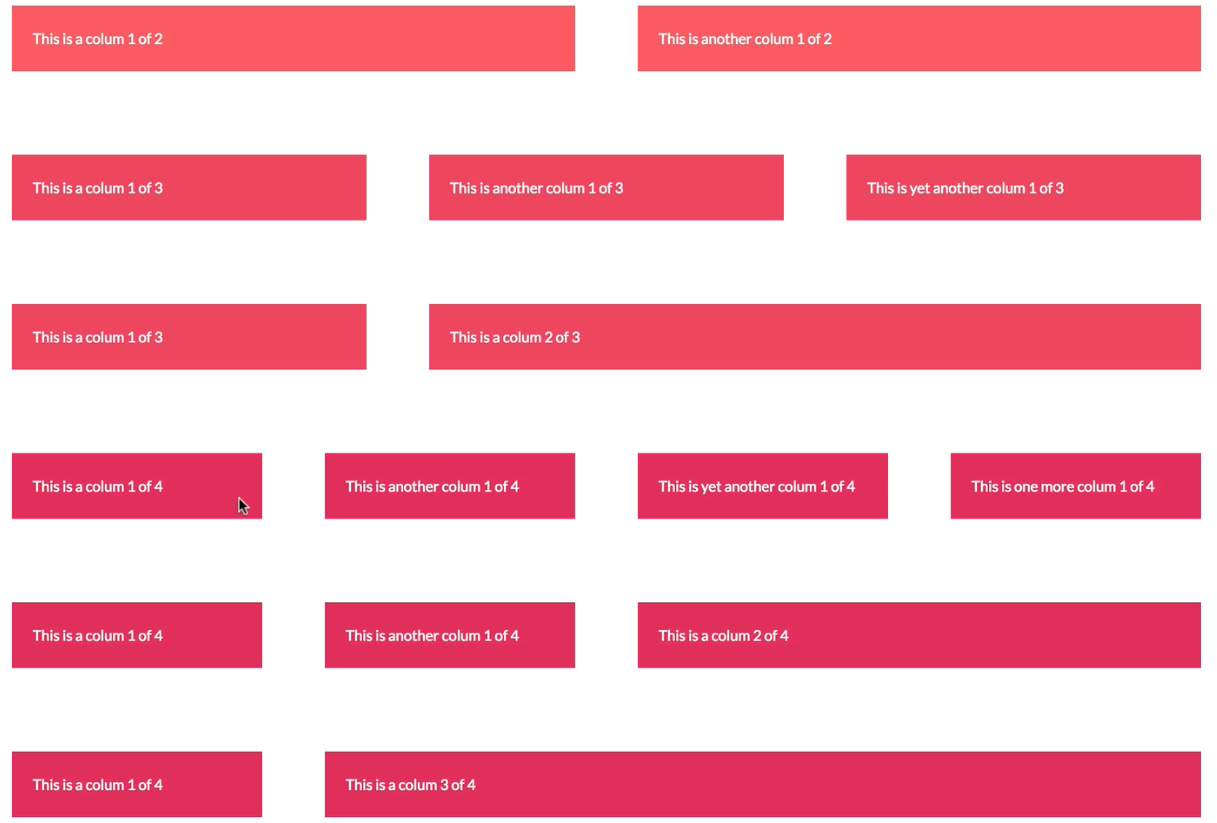 This is a colum 1 of 2
This is another colum 1 of 2
This is a colum 1 of 3
This is another colum 1 of 3
This is yet another colum 1 of 3
This is a colum 1 of 3
This is a colum 2 of 3
This is a colum 1 of 4
This is another colum 1 of 4
This is yet another colum 1 of 4
This is one more colum 1 of 4
This is a colum 1 of 4
This is another colum 1 of 4
This is a colum 2 of 4
This is a colum 1 of 4
This is a colum 3 of 4